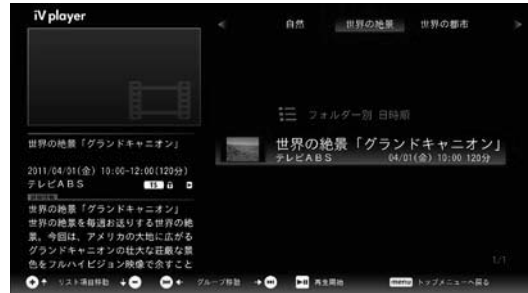 iV player
自然 世界の絶景 世界の都市
フォルダー別 日時順
世界の絶景「グランドキャニオン」
テレビABS 04/01(金) 10:00 120分
世界の絶景「グランドキャニオン」
2011/04/01(金) 10:00-12:00(120分)
テレビABS TS
世界の絶景「グランドキャニオン」
世界の絶景を毎週お送りする世界の絶
景。今回は、アメリカの大地に広がる
グランドキャニオンの壮大な荘厳な景
色をフルハイビジョン映像で余すこと
1/1
リスト項目移動 グループ移動 再生開始 menu トップメニューへ戻る